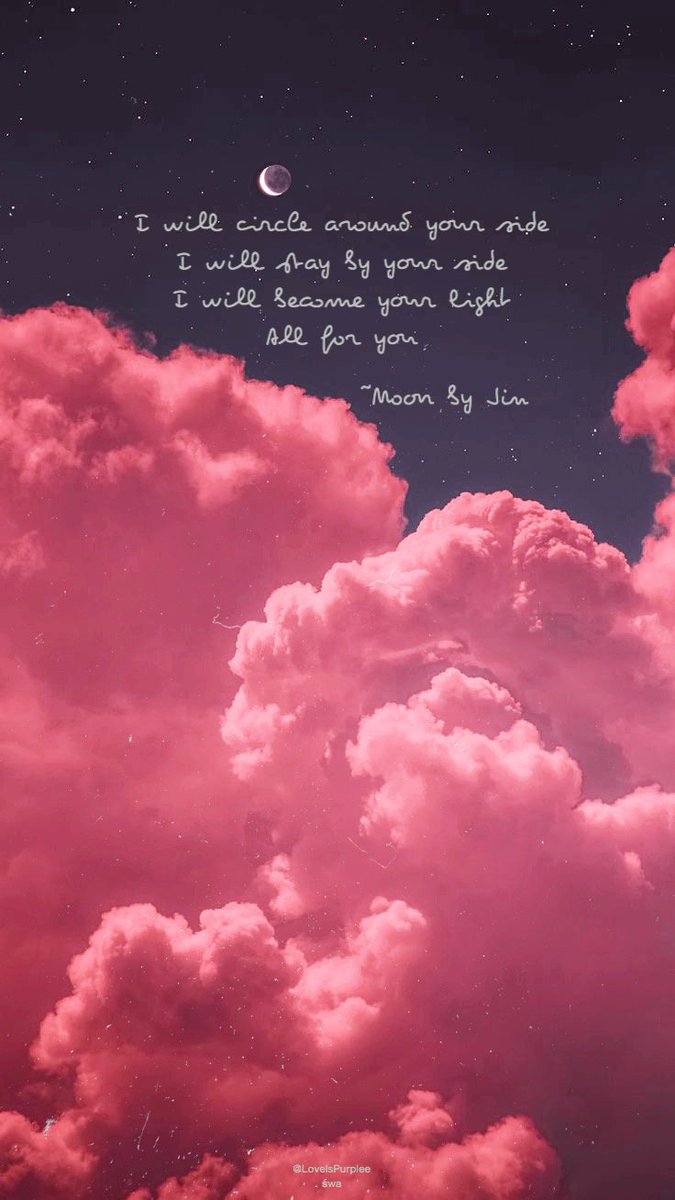 I will circle around your side
I will stay by your side
I will become your light
All for you
~Moon by Jin
@LoveIsPurplee
śwa